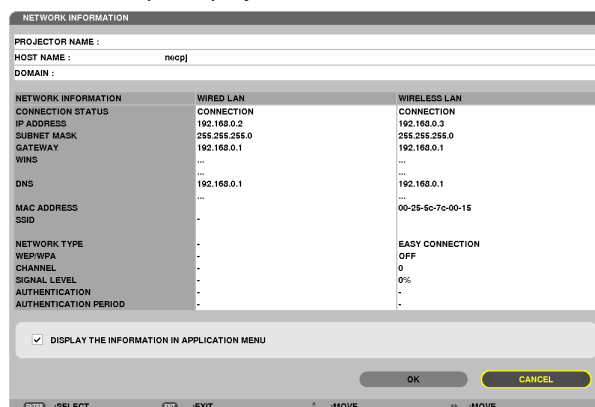 NETWORK INFORMATION
PROJECTOR NAME :
HOST NAME : necpj
DOMAIN :
NETWORK INFORMATION WIRED LAN WIRELESS LAN
CONNECTION STATUS CONNECTION CONNECTION
IP ADDRESS 192.168.0.2 192.168.0.3
SUBNET MASK 255.255.255.0 255.255.255.0
GATEWAY 192.168.0.1 192.168.0.1
WINS ... ...
... ...
DNS 192.168.0.1 192.168.0.1
... ...
MAC ADDRESS 00-25-5c-7c-00-15
SSID -
NETWORK TYPE - EASY CONNECTION
WEP/WPA - OFF
CHANNEL - 0
SIGNAL LEVEL - 0%
AUTHENTICATION - -
AUTHENTICATION PERIOD - -
DISPLAY THE INFORMATION IN APPLICATION MENU
OK CANCEL
ENTER :SELECT EXIT :EXIT :MOVE :MOVE